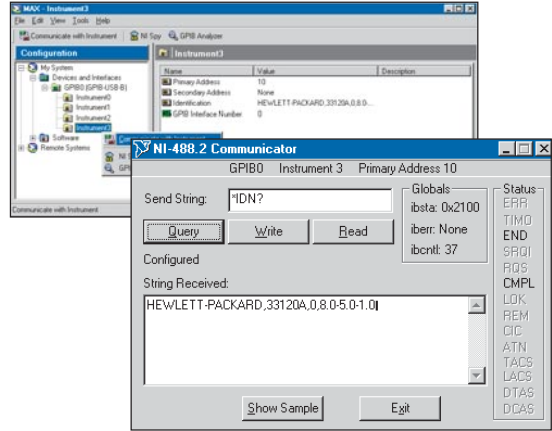 MAX - Instrument3
File Edit View Tools Help
Communicate with Instrument NI Spy GPIB Analyzer
Configuration
My System
Devices and Interfaces
GPIB0 (GPIB-USB-B)
Instrument0
Instrument1
Instrument2
Instrument3
Software
Remote Systems
Instrument3
Name Value Description
Primary Address 10
Secondary Address None
Identification HEWLETT-PACKARD,33120A,0,8.0...
GPIB Interface Number 0
Communicate with Instrument
NI S
GPI
Communicate with Instrument
NI-488.2 Communicator
GPIB0 Instrument 3 Primary Address 10
Send String: *IDN?
Query Write Read
Configured
String Received:
HEWLETT-PACKARD,33120A,0,8.0-5.0-1.0
Show Sample Exit
Globals
ibsta: 0x2100
iberr: None
ibcntl: 37
Status
ERR
TIMO
END
SRQI
RQS
CMPL
LOK
REM
CIC
ATN
TACS
LACS
DTAS
DCAS